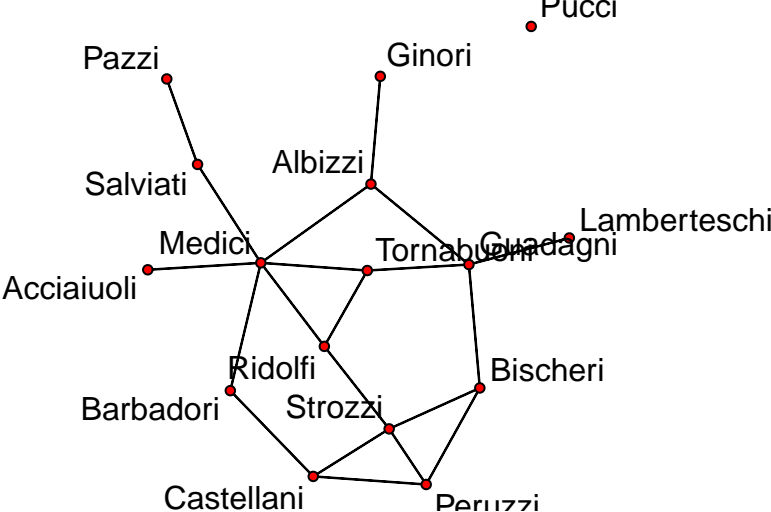 Pucci
Pazzi
Ginori
Albizzi
Salviati
Lamberteschi
Medici
Tornabuoni
Guadagni
Acciaiuoli
Ridolfi
Bischeri
Barbadori
Strozzi
Castellani
Peruzzi